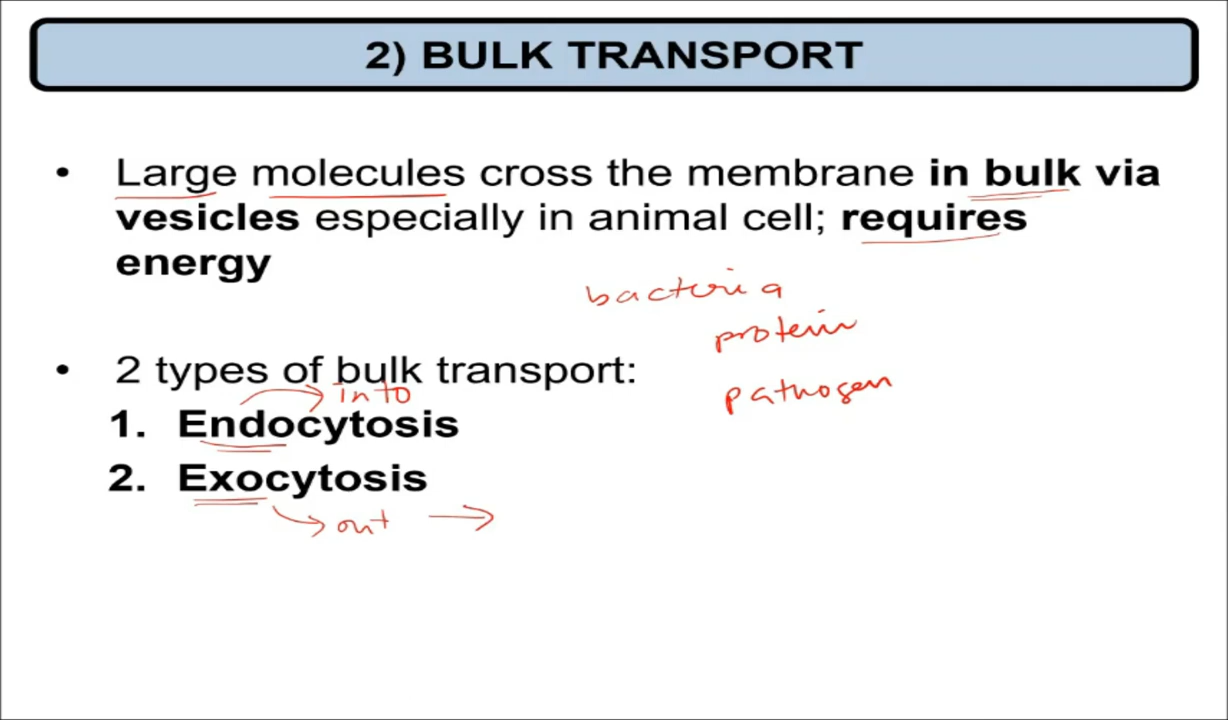 2) BULK TRANSPORT
• Large molecules cross the membrane in bulk via
vesicles especially in animal cell; requires
energy
bacteria
protein
pathogen
• 2 types of bulk transport:
into
1. Endocytosis
2. Exocytosis
out